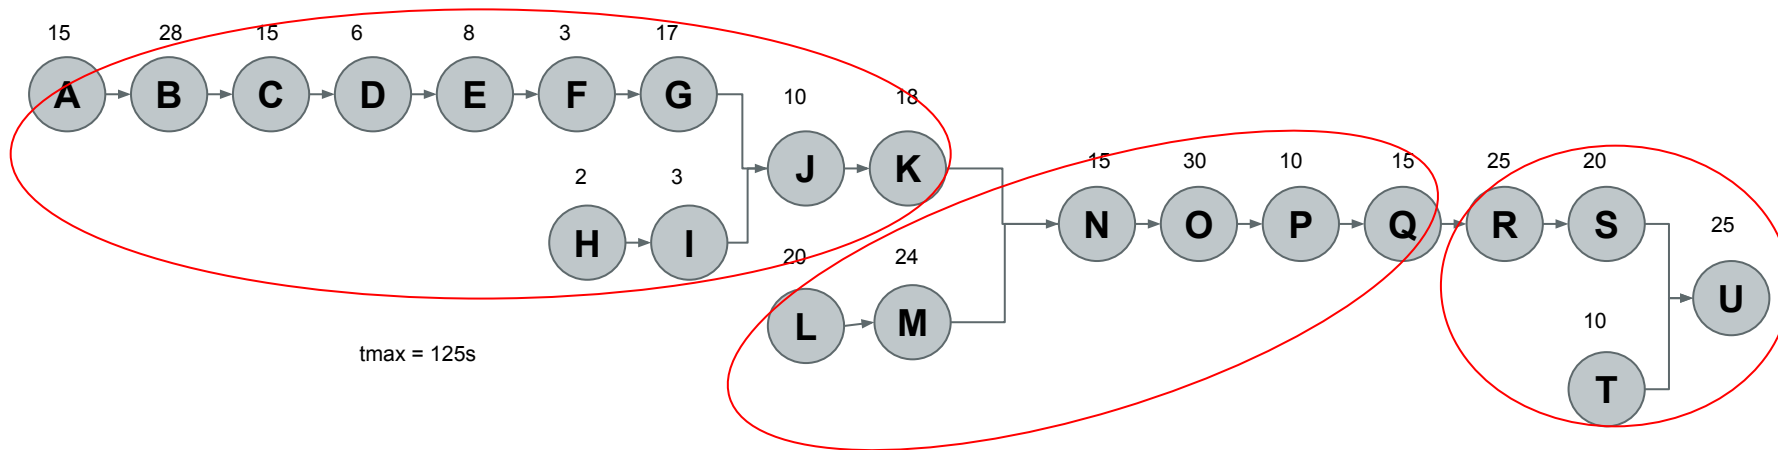 15 28 15 6 8 3 17
A B C D E F G
10 18
J K
2 3
H I
15 30 10 15 25 20
N O P Q R S
25
U
20 24
L M
10
T
tmax = 125s